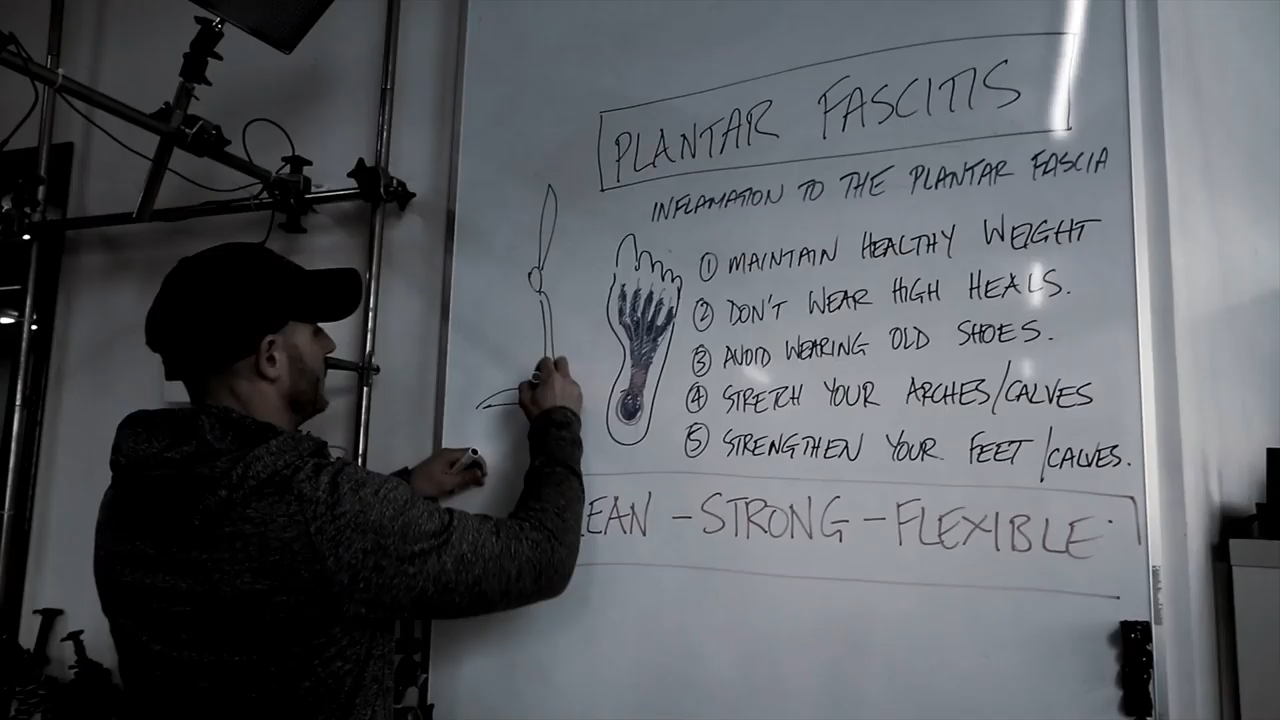 PLANTAR FASCITIS
INFLAMATION TO THE PLANTAR FASCIA
① MAINTAIN HEALTHY WEIGHT
② DON'T WEAR HIGH HEALS.
③ AVOID WEARING OLD SHOES.
④ STRETCH YOUR ARCHES/CALVES
⑤ STRENGTHEN YOUR FEET/CALVES.
EAN - STRONG - FLEXIBLE